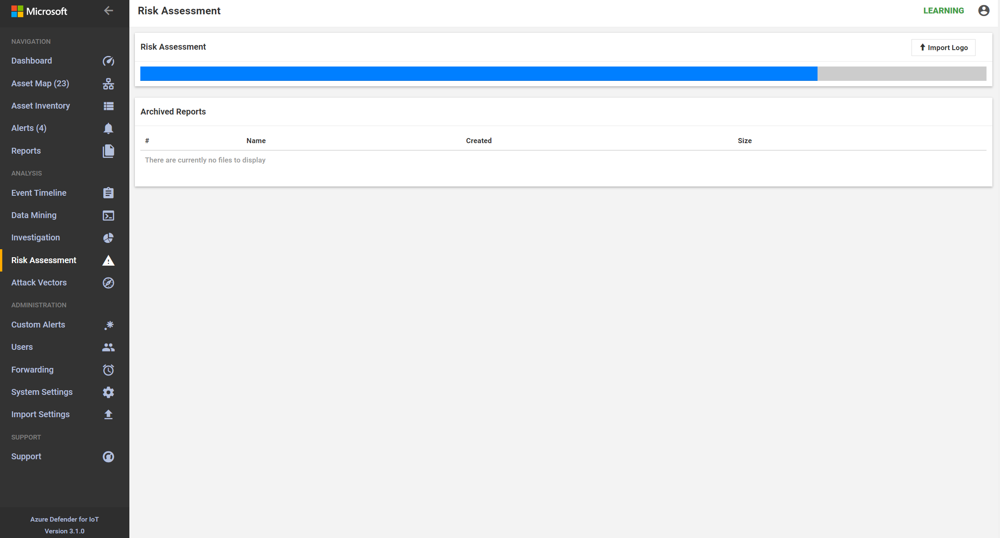 Microsoft
NAVIGATION
Dashboard
Asset Map (23)
Asset Inventory
Alerts (4)
Reports
ANALYSIS
Event Timeline
Data Mining
Investigation
Risk Assessment
Attack Vectors
ADMINISTRATION
Custom Alerts
Users
Forwarding
System Settings
Import Settings
SUPPORT
Support
Azure Defender for IoT
Version 3.1.0
Risk Assessment
LEARNING
Risk Assessment
Import Logo
Archived Reports
# Name Created Size
There are currently no files to display